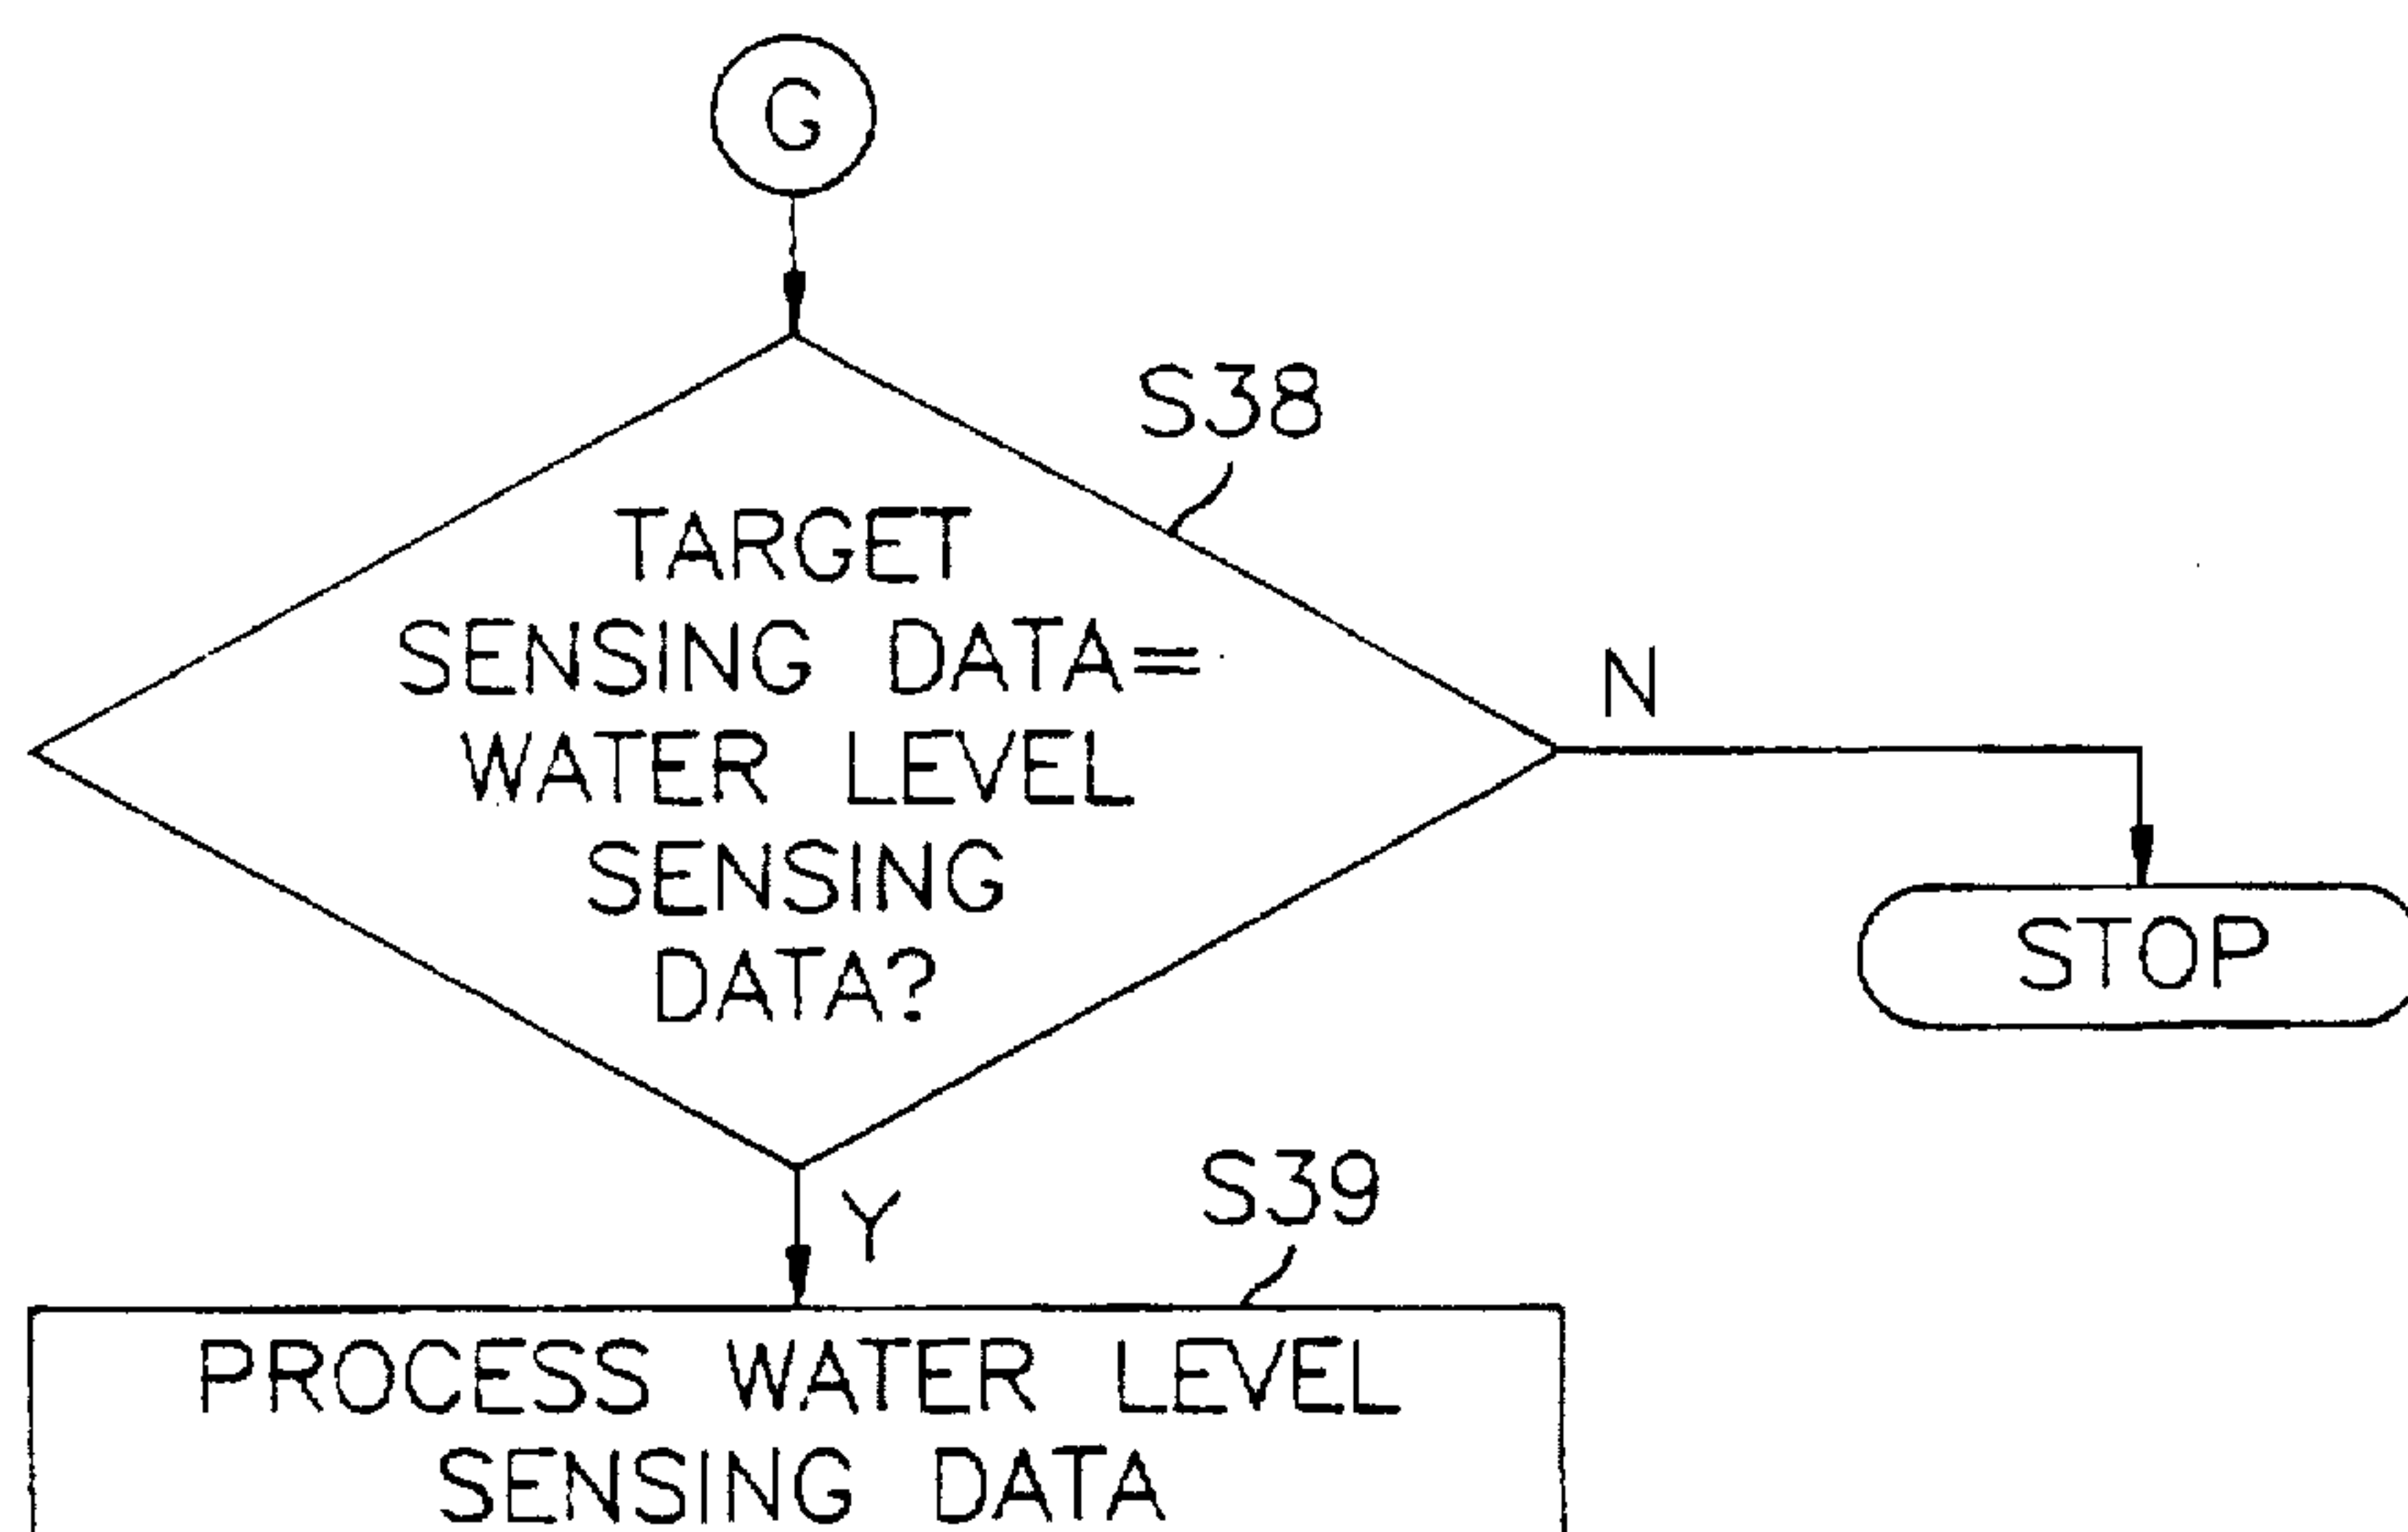 G
S38
TARGET
SENSING DATA=
WATER LEVEL
SENSING
DATA?
N
STOP
Y
S39
PROCESS WATER LEVEL
SENSING DATA